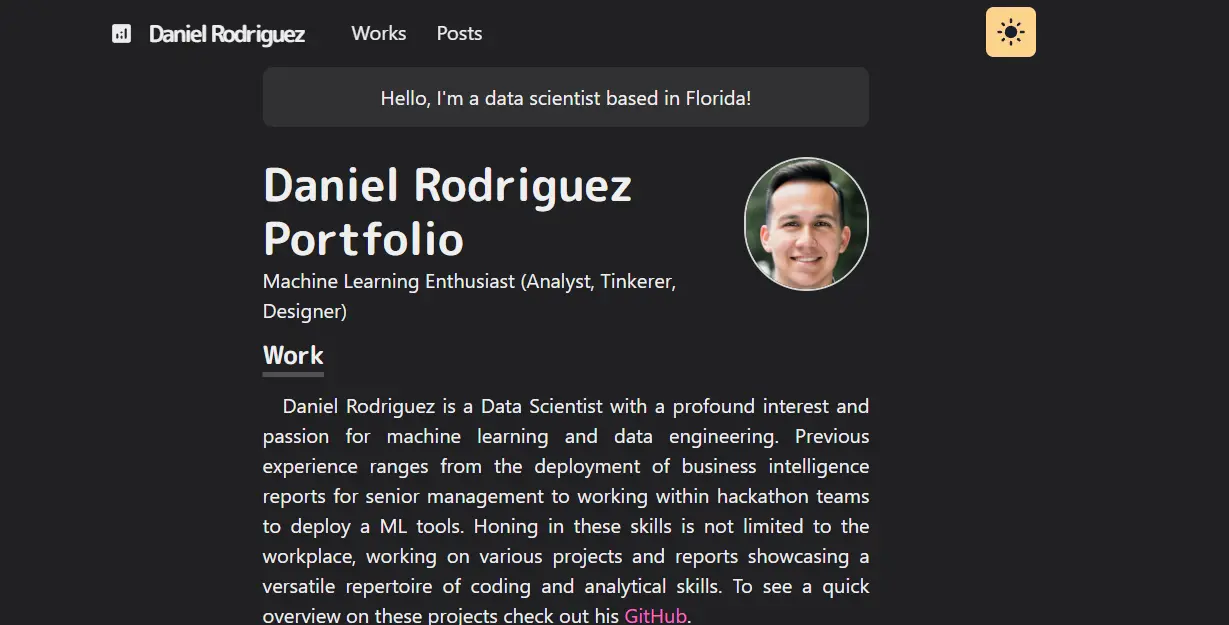 Daniel Rodriguez Works Posts
Hello, I'm a data scientist based in Florida!
Daniel Rodriguez
Portfolio
Machine Learning Enthusiast (Analyst, Tinkerer,
Designer)
Work
Daniel Rodriguez is a Data Scientist with a profound interest and
passion for machine learning and data engineering. Previous
experience ranges from the deployment of business intelligence
reports for senior management to working within hackathon teams
to deploy a ML tools. Honing in these skills is not limited to the
workplace, working on various projects and reports showcasing a
versatile repertoire of coding and analytical skills. To see a quick
overview on these projects check out his GitHub.